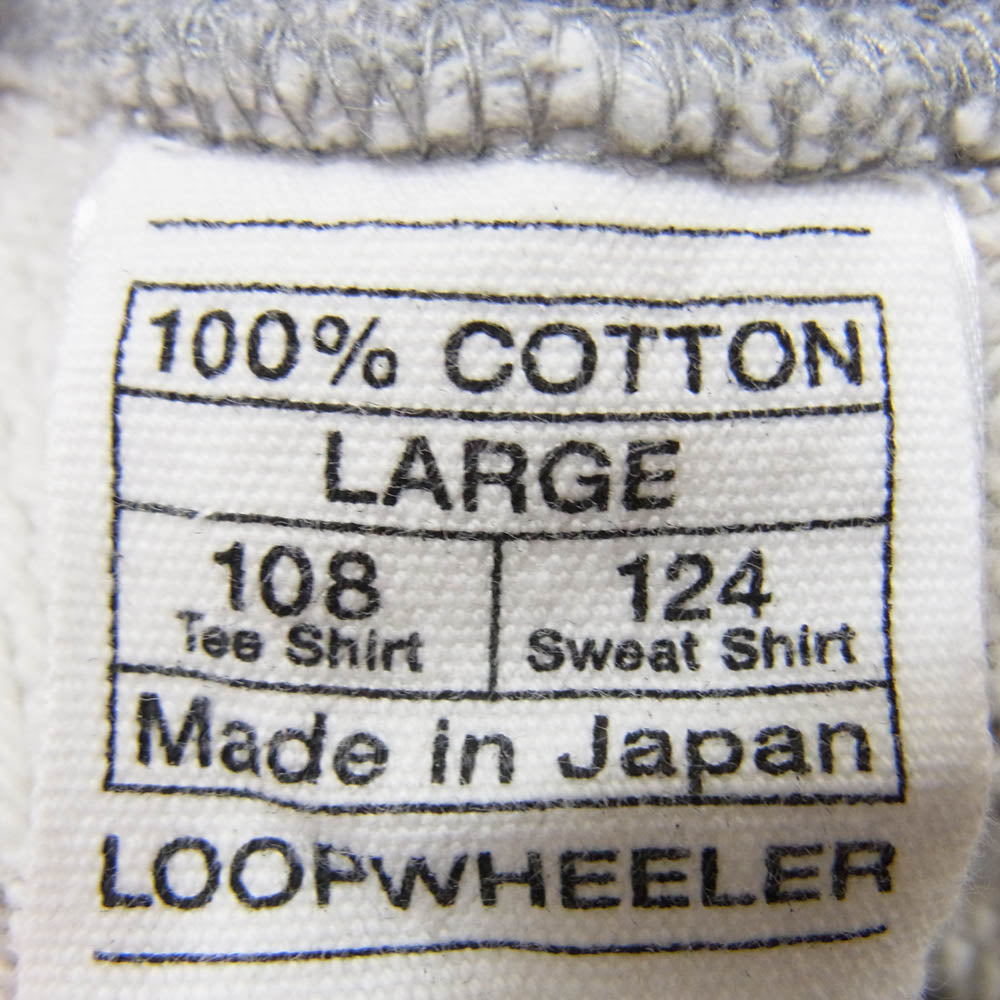 100% COTTON
LARGE
108 124
Tee Shirt Sweat Shirt
Made in Japan
LOOPWHEELER